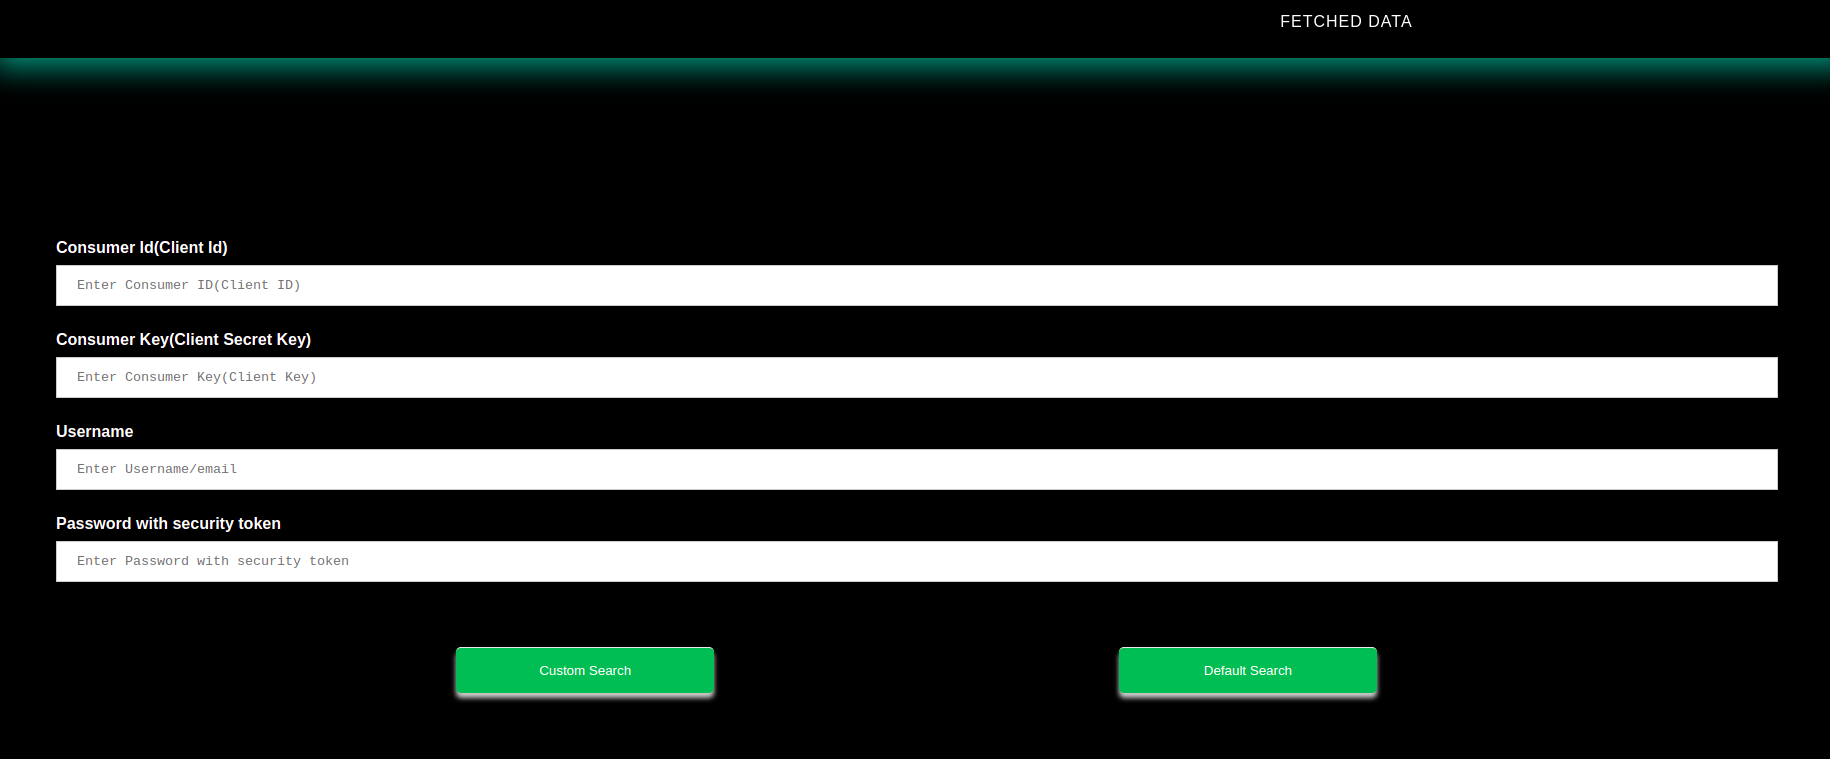 FETCHED DATA
Consumer Id(Client Id)
Enter Consumer ID(Client ID)
Consumer Key(Client Secret Key)
Enter Consumer Key(Client Key)
Username
Enter Username/email
Password with security token
Enter Password with security token
Custom Search
Default Search